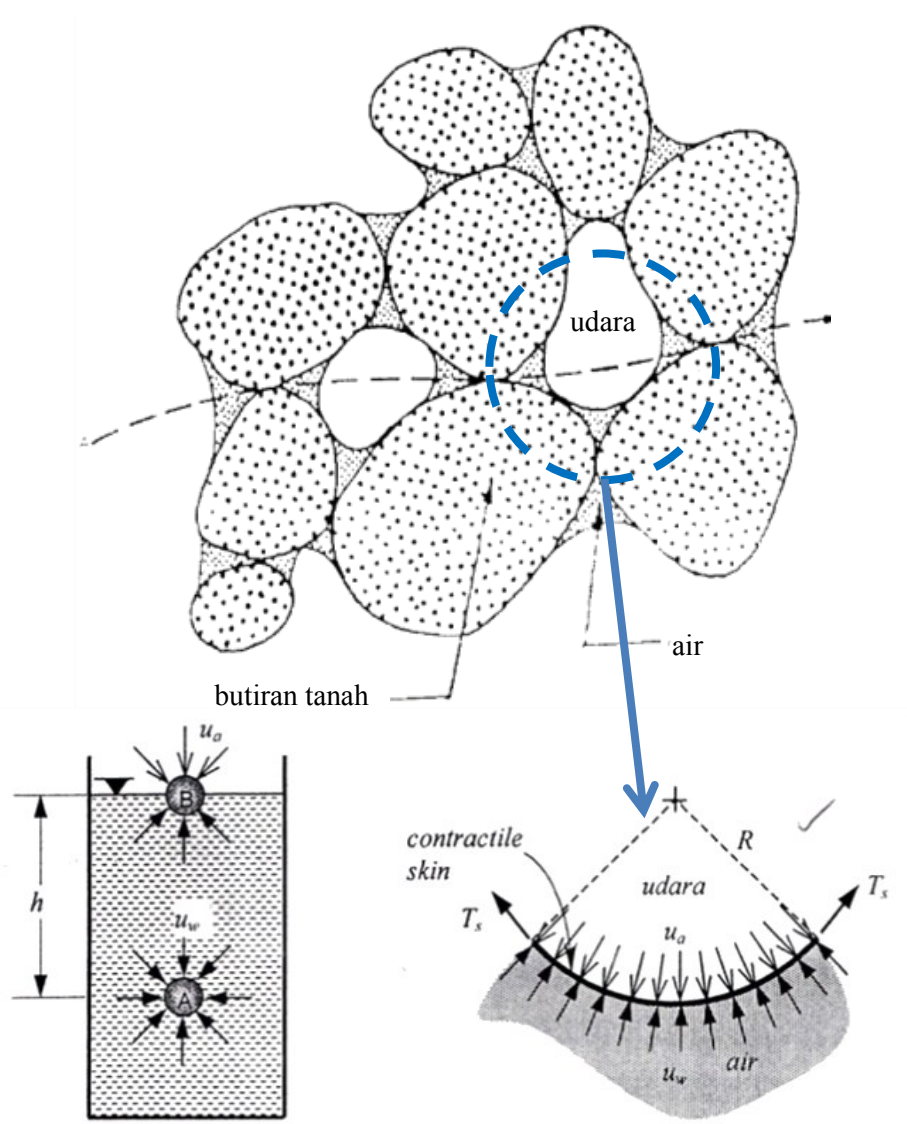 udara
air
butiran tanah
u_a
B
h
u_w
A
contractile
skin
R
udara
T_s
T_s
u_a
air
u_w